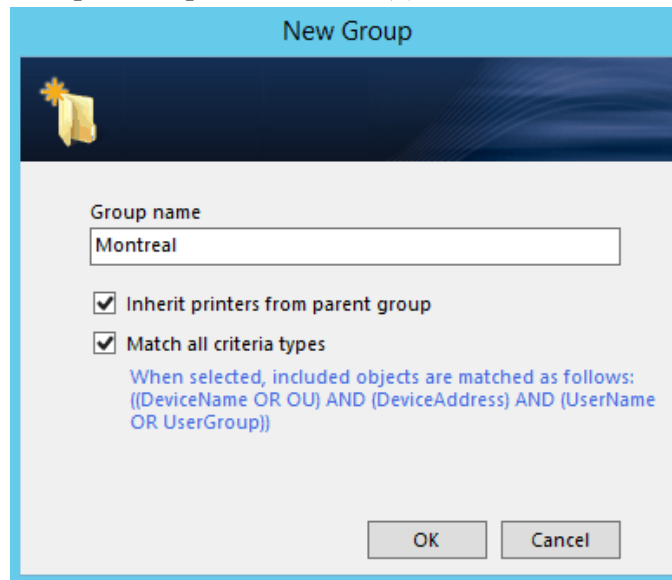 New Group
Group name
Montreal
Inherit printers from parent group
Match all criteria types
When selected, included objects are matched as follows:
((DeviceName OR OU) AND (DeviceAddress) AND (UserName
OR UserGroup))
OK
Cancel